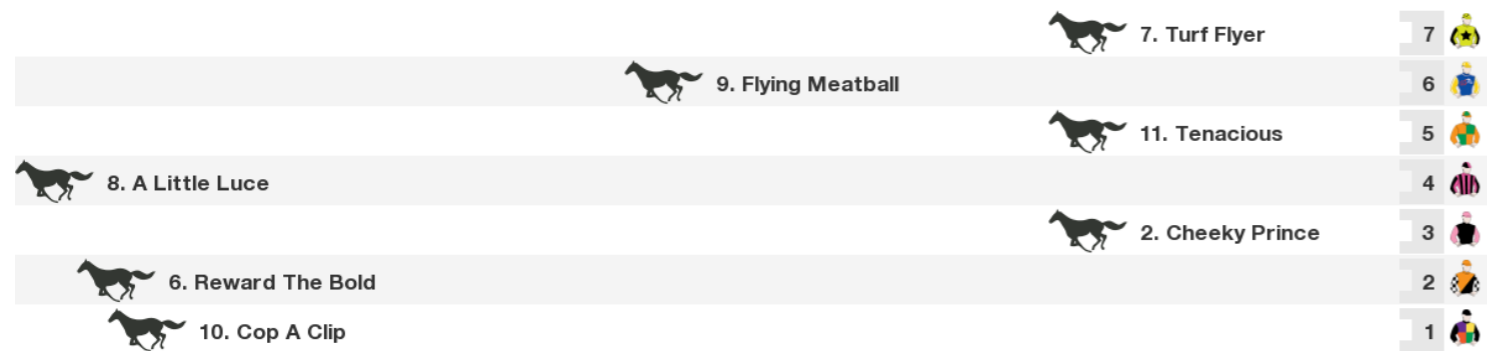 7. Turf Flyer 7
9. Flying Meatball 6
11. Tenacious 5
8. A Little Luce 4
2. Cheeky Prince 3
6. Reward The Bold 2
10. Cop A Clip 1